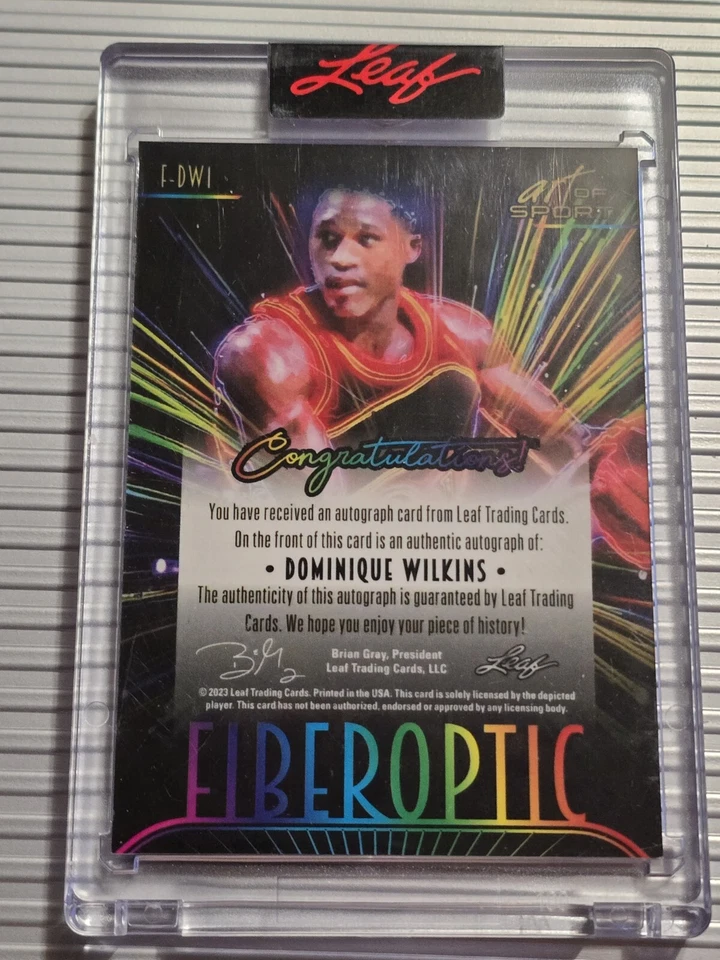 Leaf
F-DW1
art OF
SPORT
Congratulations!
You have received an autograph card from Leaf Trading Cards.
On the front of this card is an authentic autograph of:
• DOMINIQUE WILKINS •
The authenticity of this autograph is guaranteed by Leaf Trading
Cards. We hope you enjoy your piece of history!
Brian Gray, President
Leaf Trading Cards, LLC
Leaf
© 2023 Leaf Trading Cards. Printed in the USA. This card is solely licensed by the depicted
player. This card has not been authorized, endorsed or approved by any licensing body.
FIBEROPTIC